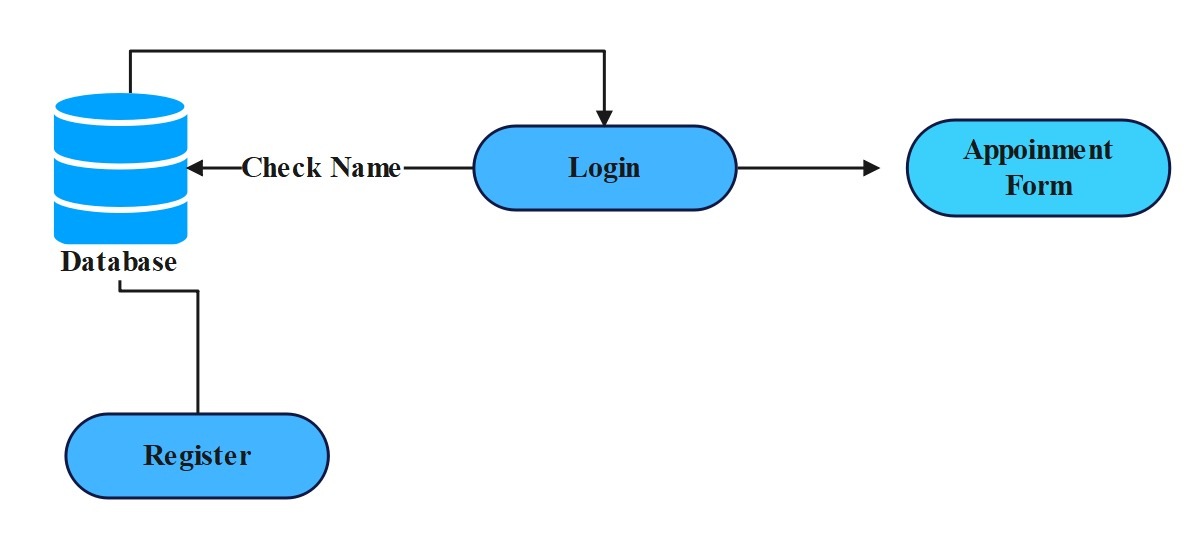 Check Name
Login
Appoinment
Form
Database
Register